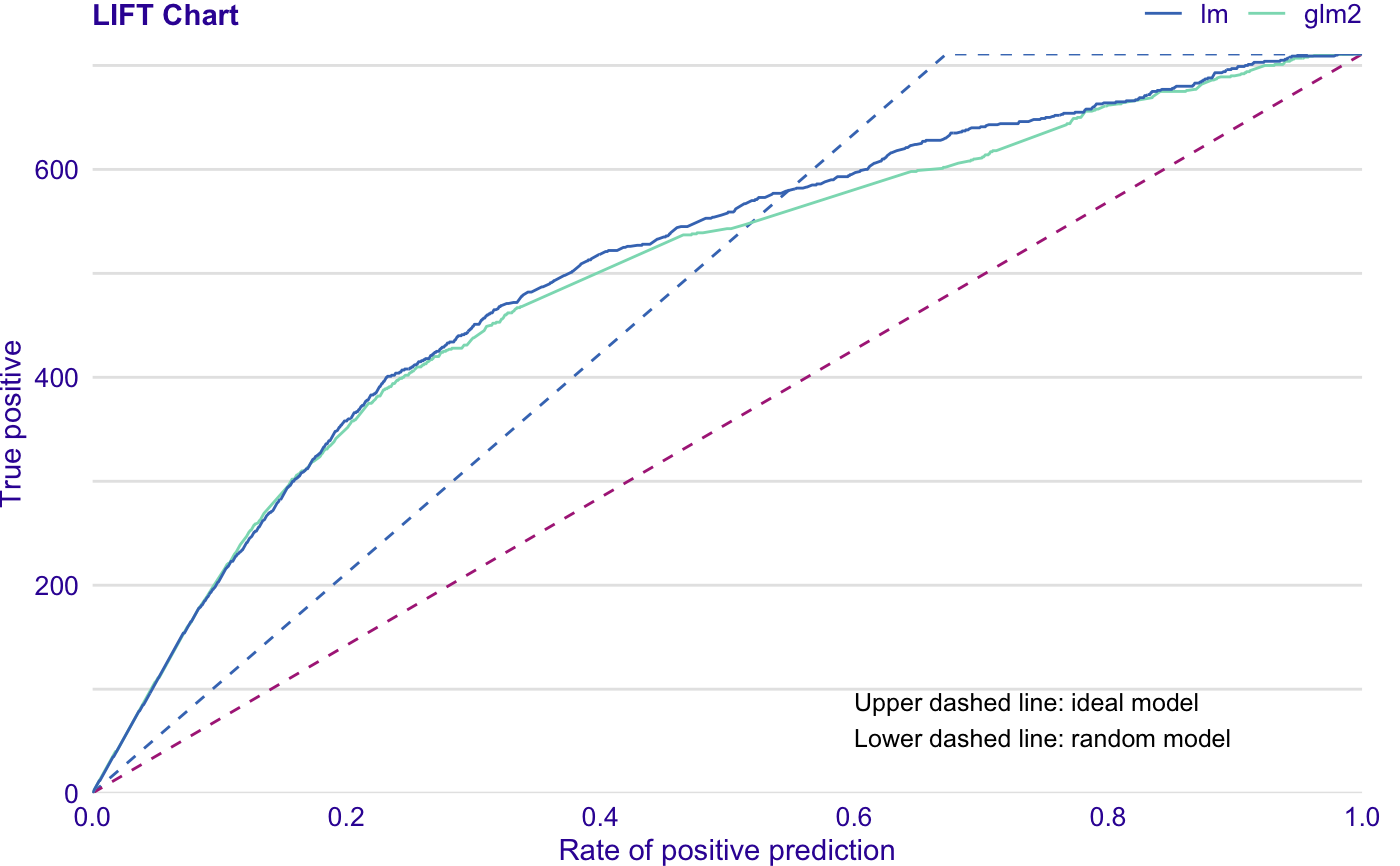 LIFT Chart
lm glm2
True positive
600
400
200
0
Upper dashed line: ideal model
Lower dashed line: random model
0.0 0.2 0.4 0.6 0.8 1.0
Rate of positive prediction